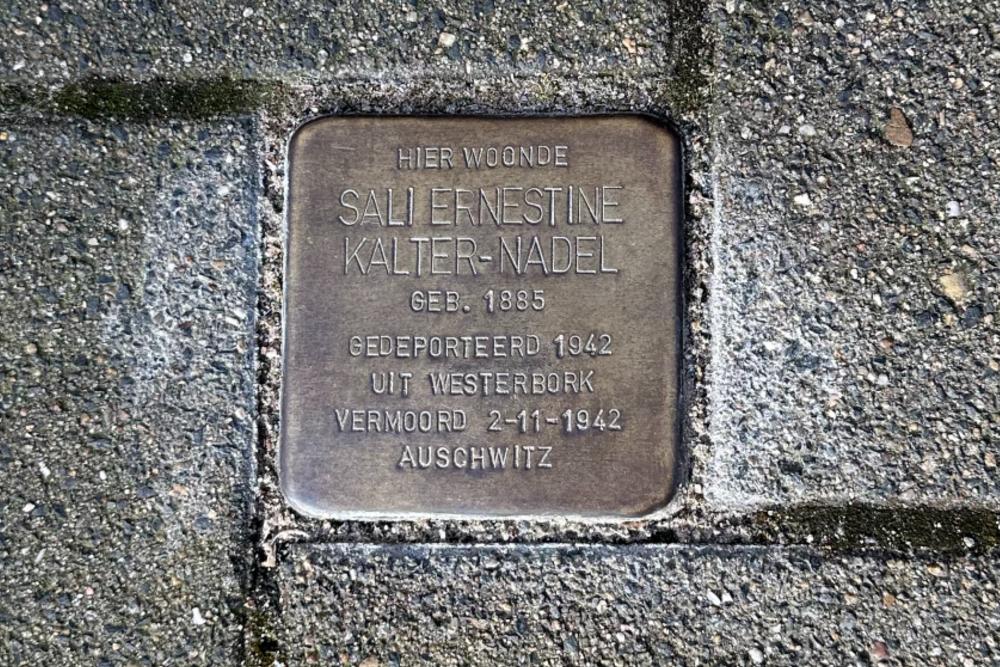 HIER WOONDE
SALI ERNESTINE
KALTER-NADEL
GEB. 1885
GEDEPORTEERD 1942
UIT WESTERBORK
VERMOORD 2-11-1942
AUSCHWITZ